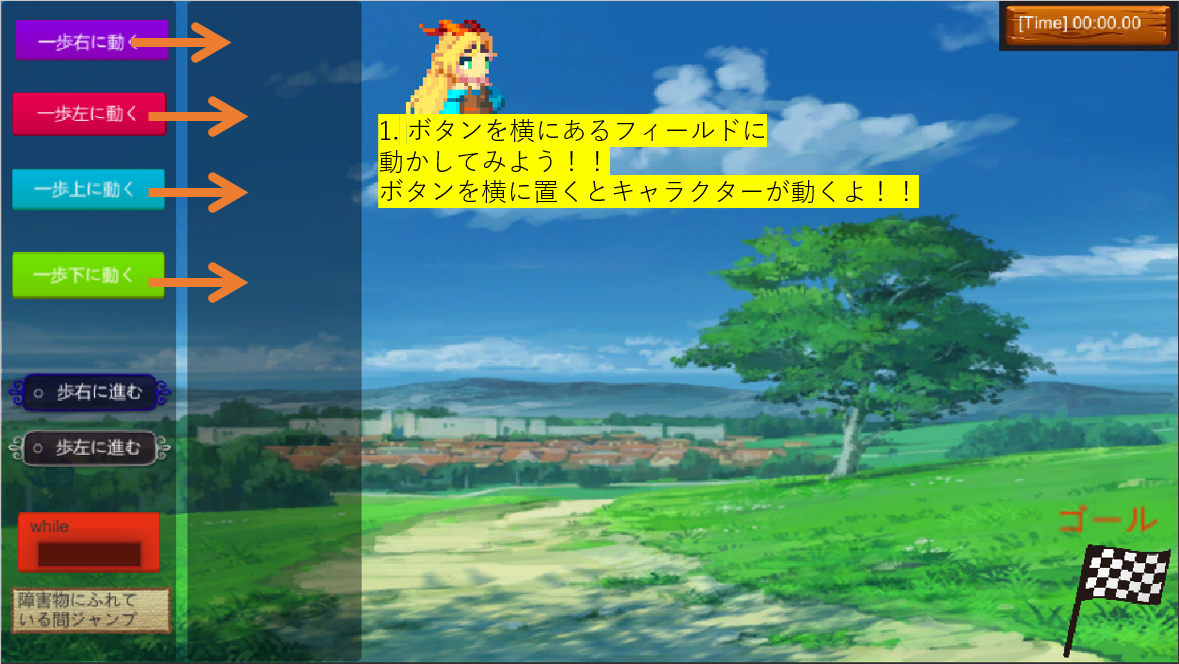 一歩右に動く
一歩左に動く
一歩上に動く
一歩下に動く
○ 歩右に進む
○ 歩左に進む
while
障害物にふれて
いる間ジャンプ
1. ボタンを横にあるフィールドに
動かしてみよう！！
ボタンを横に置くとキャラクターが動くよ！！
[Time] 00:00.00
ゴール